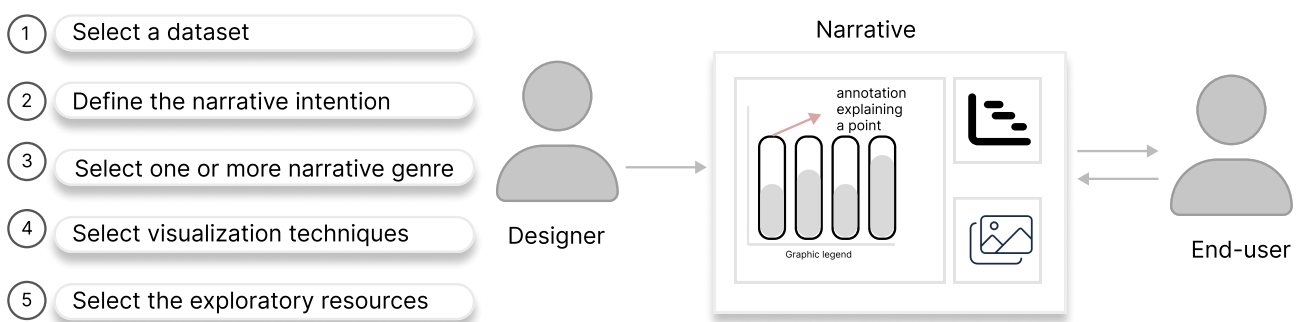 1 Select a dataset
2 Define the narrative intention
3 Select one or more narrative genre
4 Select visualization techniques
5 Select the exploratory resources
Designer
Narrative
annotation
explaining
a point
Graphic legend
End-user